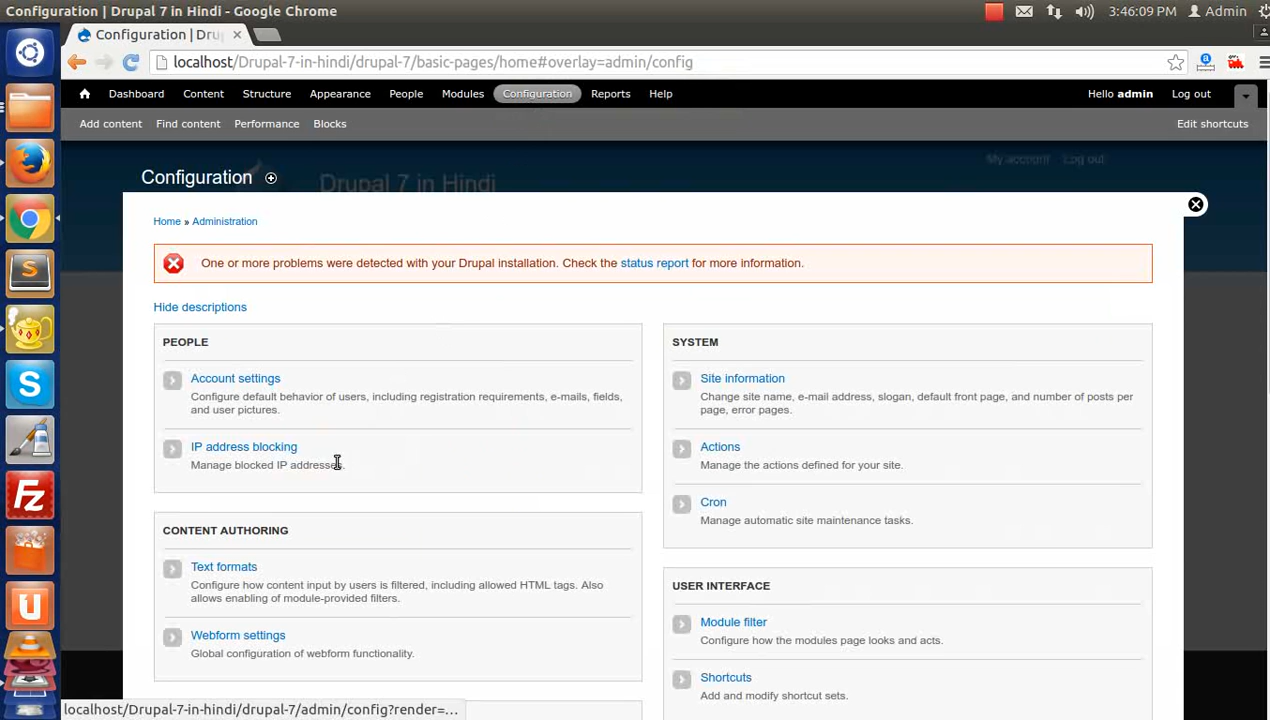 Configuration | Drupal 7 in Hindi - Google Chrome
3:46:09 PM Admin
Configuration | Dru
localhost/Drupal-7-in-hindi/drupal-7/basic-pages/home#overlay=admin/config
Dashboard Content Structure Appearance People Modules Configuration Reports Help Hello admin Log out
Add content Find content Performance Blocks Edit shortcuts
My account Log out
Configuration
Drupal 7 in Hindi
Home » Administration
One or more problems were detected with your Drupal installation. Check the status report for more information.
Hide descriptions
PEOPLE
Account settings
Configure default behavior of users, including registration requirements, e-mails, fields,
and user pictures.
IP address blocking
Manage blocked IP addresses.
CONTENT AUTHORING
Text formats
Configure how content input by users is filtered, including allowed HTML tags. Also
allows enabling of module-provided filters.
Webform settings
Global configuration of webform functionality.
SYSTEM
Site information
Change site name, e-mail address, slogan, default front page, and number of posts per
page, error pages.
Actions
Manage the actions defined for your site.
Cron
Manage automatic site maintenance tasks.
USER INTERFACE
Module filter
Configure how the modules page looks and acts.
Shortcuts
Add and modify shortcut sets.
localhost/Drupal-7-in-hindi/drupal-7/admin/config?render=...